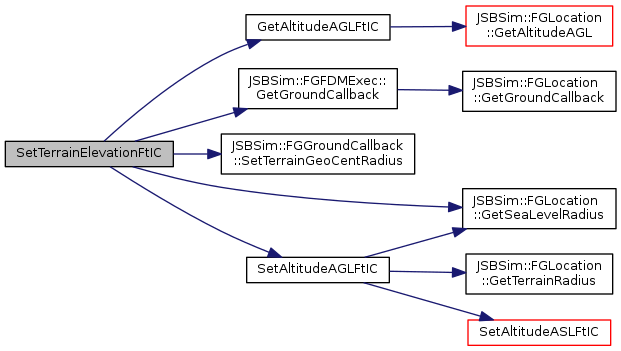 SetTerrainElevationFtIC
GetAltitudeAGLFtIC
JSBSim::FGLocation
::GetAltitudeAGL
JSBSim::FGFDMExec::
GetGroundCallback
JSBSim::FGLocation
::GetGroundCallback
JSBSim::FGGroundCallback
::SetTerrainGeoCentRadius
JSBSim::FGLocation
::GetSeaLevelRadius
SetAltitudeAGLFtIC
JSBSim::FGLocation
::GetTerrainRadius
SetAltitudeASLFtIC